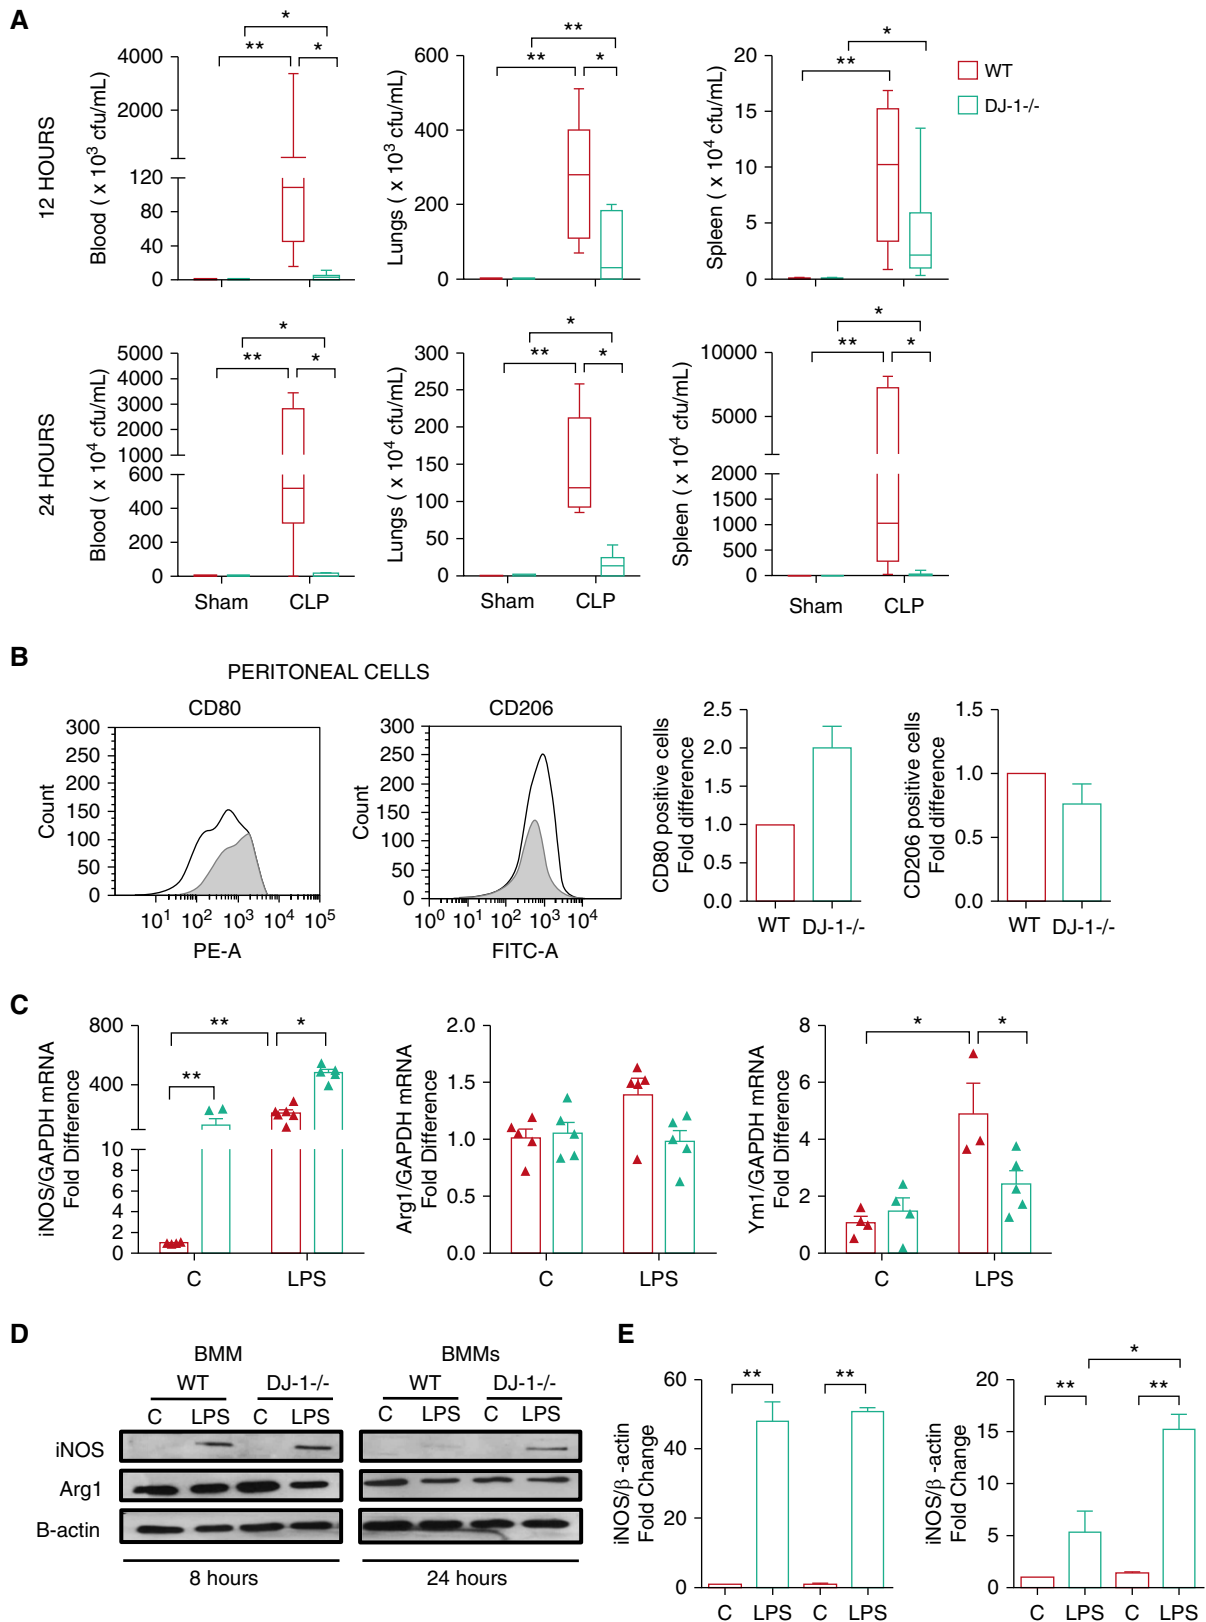 A
12 HOURS
Blood ( x 10³ cfu/mL)
4000
2000
120
80
40
0
** * *
Lungs ( x 10³ cfu/mL)
600
400
200
0
** ** *
Spleen ( x 10⁴ cfu/mL)
20
15
10
5
0
** *
WT
DJ-1-/-
24 HOURS
Blood ( x 10⁴ cfu/mL)
5000
4000
3000
2000
1000
600
400
200
0
** * *
Sham CLP
Lungs ( x 10⁴ cfu/mL)
300
250
200
150
100
50
0
** * *
Sham CLP
Spleen ( x 10⁴ cfu/mL)
10000
5000
2000
1500
1000
500
0
** * *
Sham CLP
B
PERITONEAL CELLS
CD80
Count
300
250
200
150
100
50
0
10¹ 10² 10³ 10⁴ 10⁵
PE-A
CD206
Count
300
250
200
150
100
50
0
10⁰ 10¹ 10² 10³ 10⁴
FITC-A
CD80 positive cells
Fold difference
2.5
2.0
1.5
1.0
0.5
0.0
WT DJ-1-/-
CD206 positive cells
Fold difference
1.5
1.0
0.5
0.0
WT DJ-1-/-
C
iNOS/GAPDH mRNA
Fold Difference
800
400
10
8
6
4
2
0
** ** *
C LPS
Arg1/GAPDH mRNA
Fold Difference
2.0
1.5
1.0
0.5
0.0
C LPS
Ym1/GAPDH mRNA
Fold Difference
8
6
4
2
0
* *
C LPS
D
BMM BMMs
WT DJ-1-/- WT DJ-1-/-
C LPS C LPS C LPS C LPS
iNOS
Arg1
B-actin
8 hours 24 hours
E
iNOS/β -actin
Fold Change
60
40
20
0
** **
C LPS C LPS
iNOS/β -actin
Fold Change
20
15
10
5
0
** ** *
C LPS C LPS